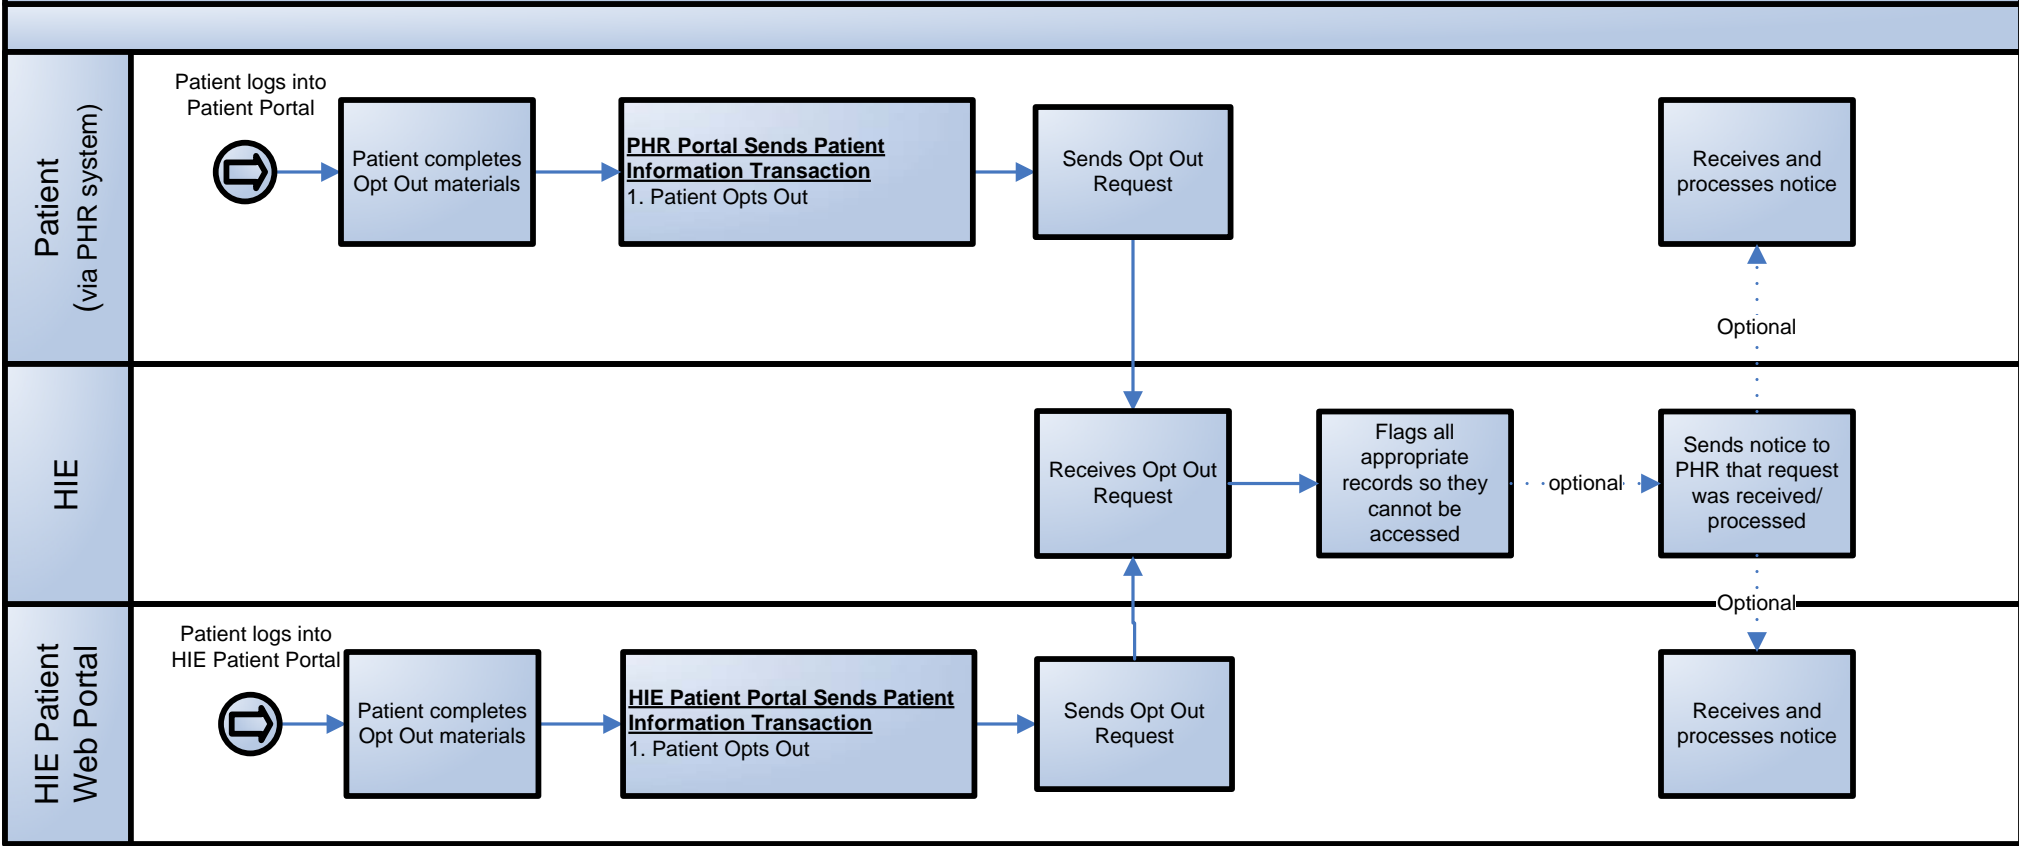 Patient
(via PHR system)
Patient logs into
Patient Portal
Patient completes
Opt Out materials
PHR Portal Sends Patient
Information Transaction
1. Patient Opts Out
Sends Opt Out
Request
Receives and
processes notice
Optional
HIE
Receives Opt Out
Request
Flags all
appropriate
records so they
cannot be
accessed
optional
Sends notice to
PHR that request
was received/
processed
Optional
HIE Patient
Web Portal
Patient logs into
HIE Patient Portal
Patient completes
Opt Out materials
HIE Patient Portal Sends Patient
Information Transaction
1. Patient Opts Out
Sends Opt Out
Request
Receives and
processes notice